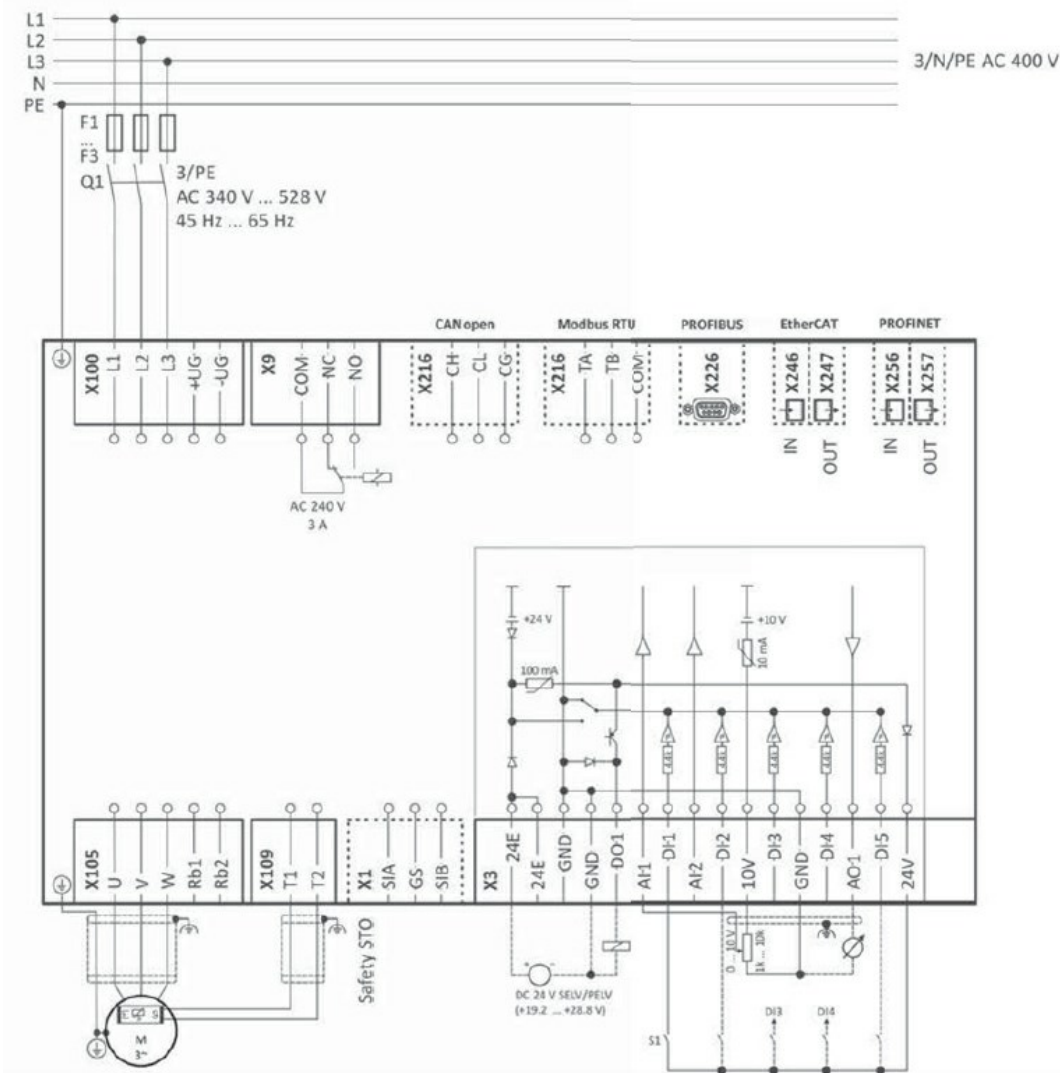 L1
L2
L3
N
PE
3/N/PE AC 400 V
F1
...
F3
Q1
3/PE
AC 340 V ... 528 V
45 Hz ... 65 Hz
CANopen
Modbus RTU
PROFIBUS
EtherCAT
PROFINET
X100
L1
L2
L3
+UG
-UG
X9
COM
NC
NO
X216
CH
CL
CG
X216
TA
TB
COM
X226
X246
X247
X256
X257
IN
OUT
IN
OUT
AC 240 V
3 A
+24 V
100 mA
+10 V
10 mA
X105
U
V
W
Rb1
Rb2
X109
T1
T2
X1
SIA
GS
SIB
Safety STO
X3
24E
24E
GND
GND
DO1
AI1
DI1
AI2
DI2
10V
DI3
GND
DI4
AO1
DI5
24V
M
3~
DC 24 V SELV/PELV
(+19.2 ... +28.8 V)
0 ... 10 V
1k ... 10k
S1
DI3
DI4